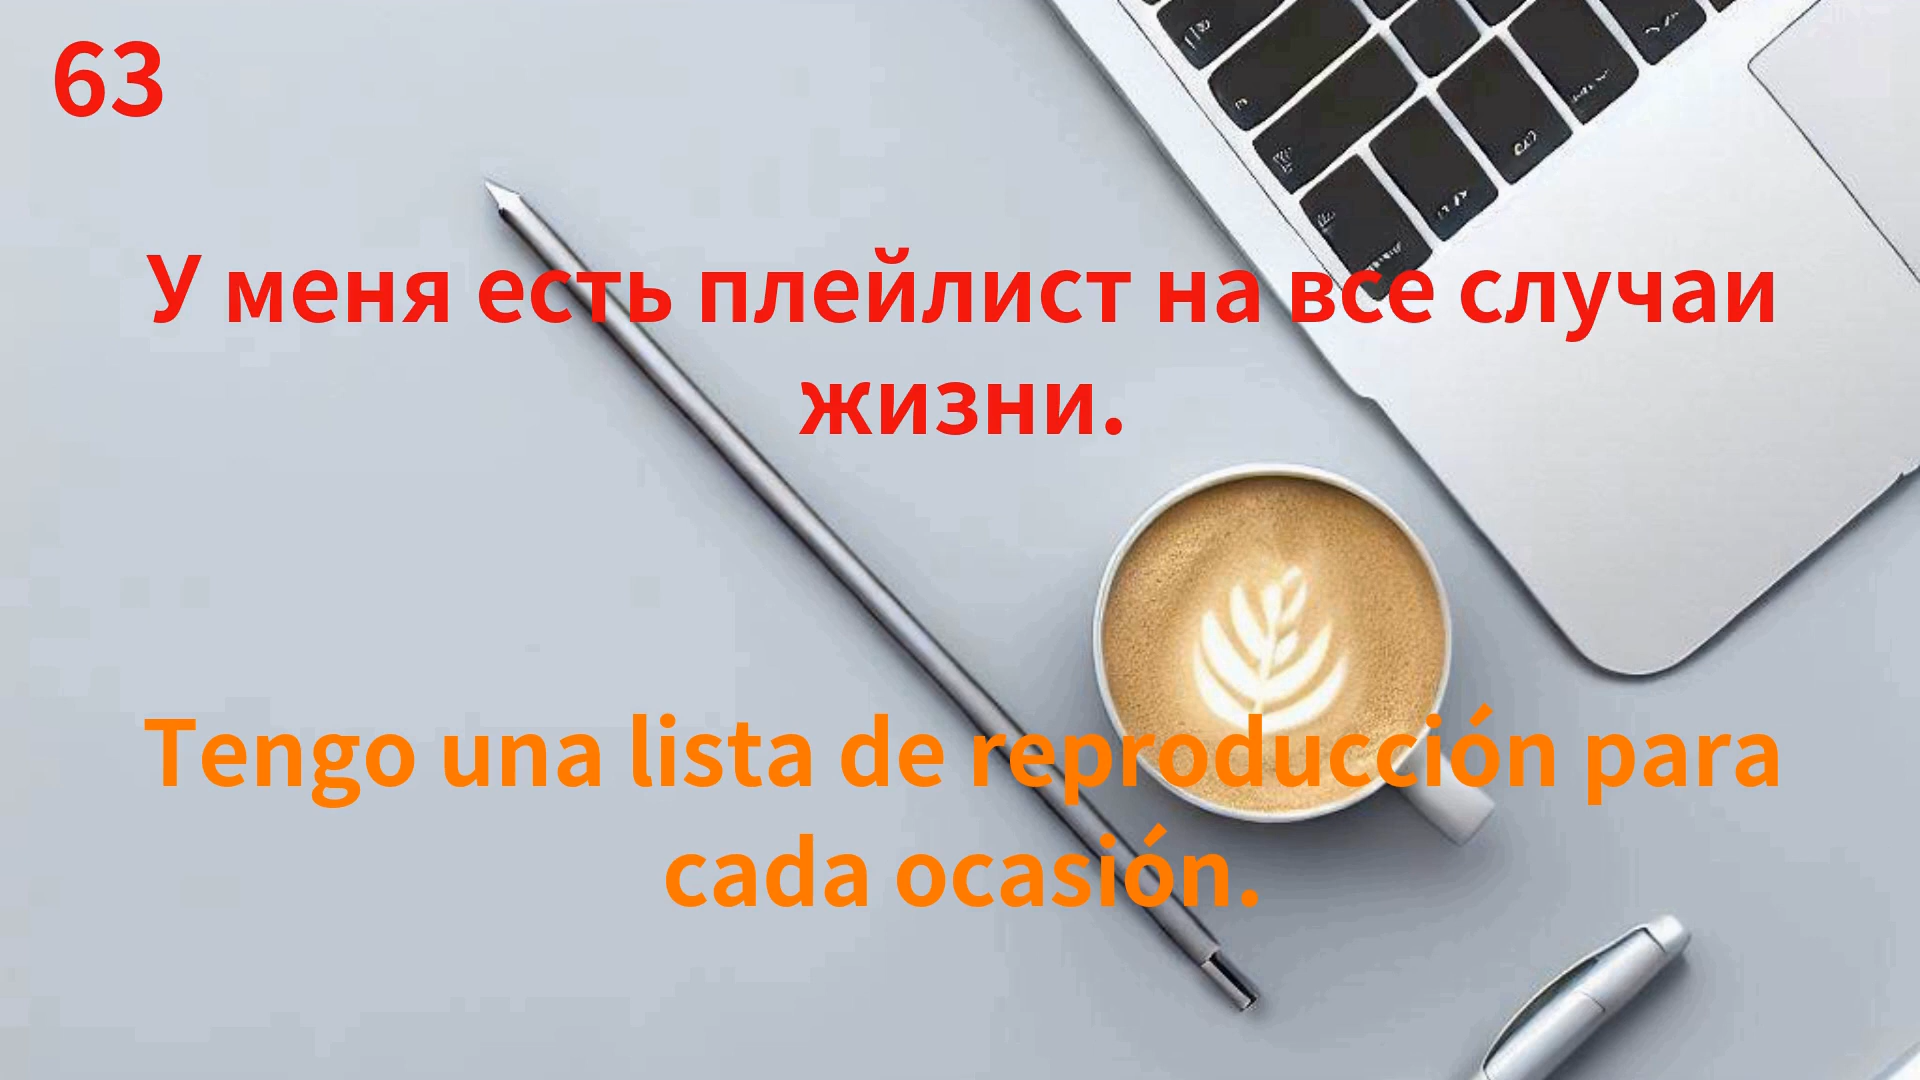 63
У меня есть плейлист на все случаи
жизни.
Tengo una lista de reproducción para
cada ocasión.